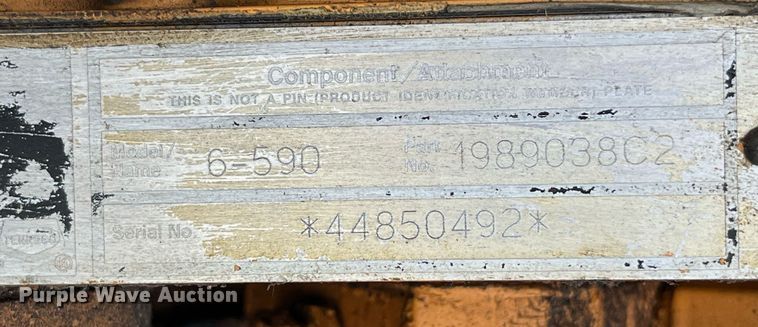 Component/Attachment
THIS IS NOT A PIN (PRODUCT IDENTIFICATION NUMBER) PLATE
Model/
Name 6-590 Part
No. 1989038C2
Serial No. *44850492*
TENNECO
Purple Wave Auction